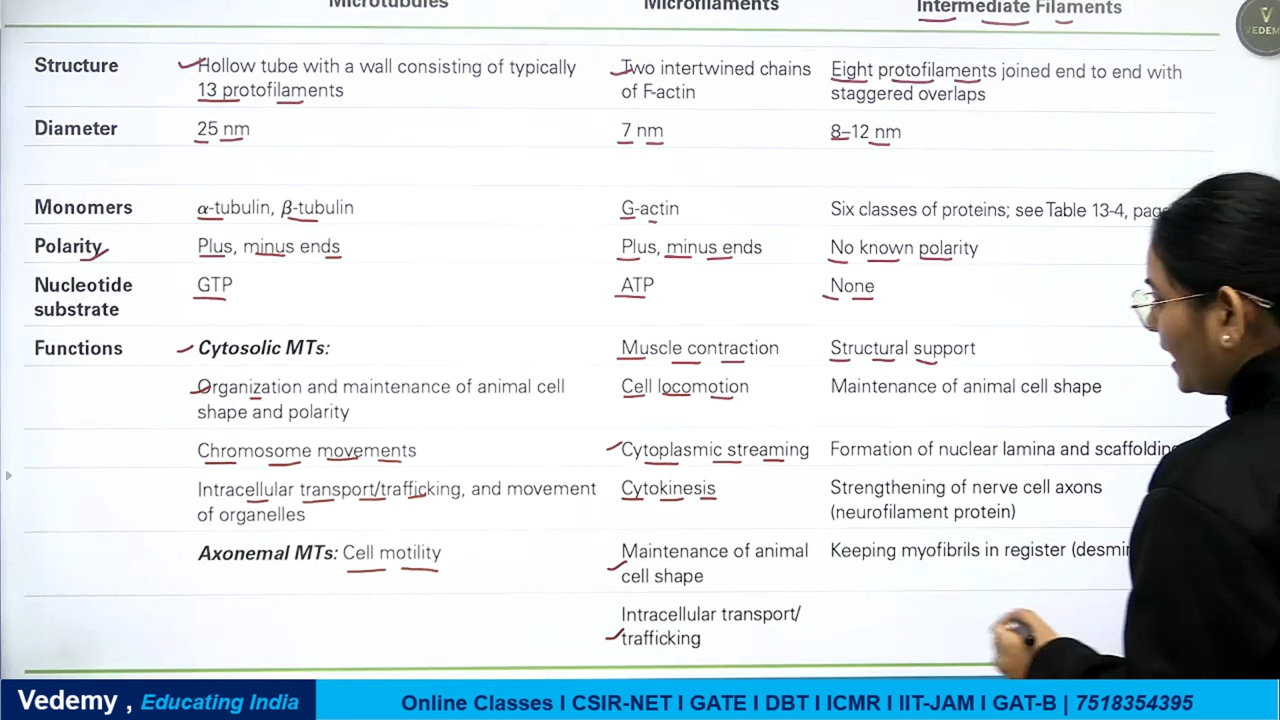 Microtubules Microfilaments Intermediate Filaments
VEDEM
Structure Hollow tube with a wall consisting of typically Two intertwined chains Eight protofilaments joined end to end with
13 protofilaments of F-actin staggered overlaps
Diameter 25 nm 7 nm 8–12 nm
Monomers α-tubulin, β-tubulin G-actin Six classes of proteins; see Table 13-4, page
Polarity Plus, minus ends Plus, minus ends No known polarity
Nucleotide GTP ATP None
substrate
Functions Cytosolic MTs: Muscle contraction Structural support
Organization and maintenance of animal cell Cell locomotion Maintenance of animal cell shape
shape and polarity
Chromosome movements Cytoplasmic streaming Formation of nuclear lamina and scaffolding
Intracellular transport/trafficking, and movement Cytokinesis Strengthening of nerve cell axons
of organelles (neurofilament protein)
Axonemal MTs: Cell motility Maintenance of animal Keeping myofibrils in register (desmin
cell shape
Intracellular transport/
trafficking
Vedemy , Educating India Online Classes I CSIR-NET I GATE I DBT I ICMR I IIT-JAM I GAT-B | 7518354395